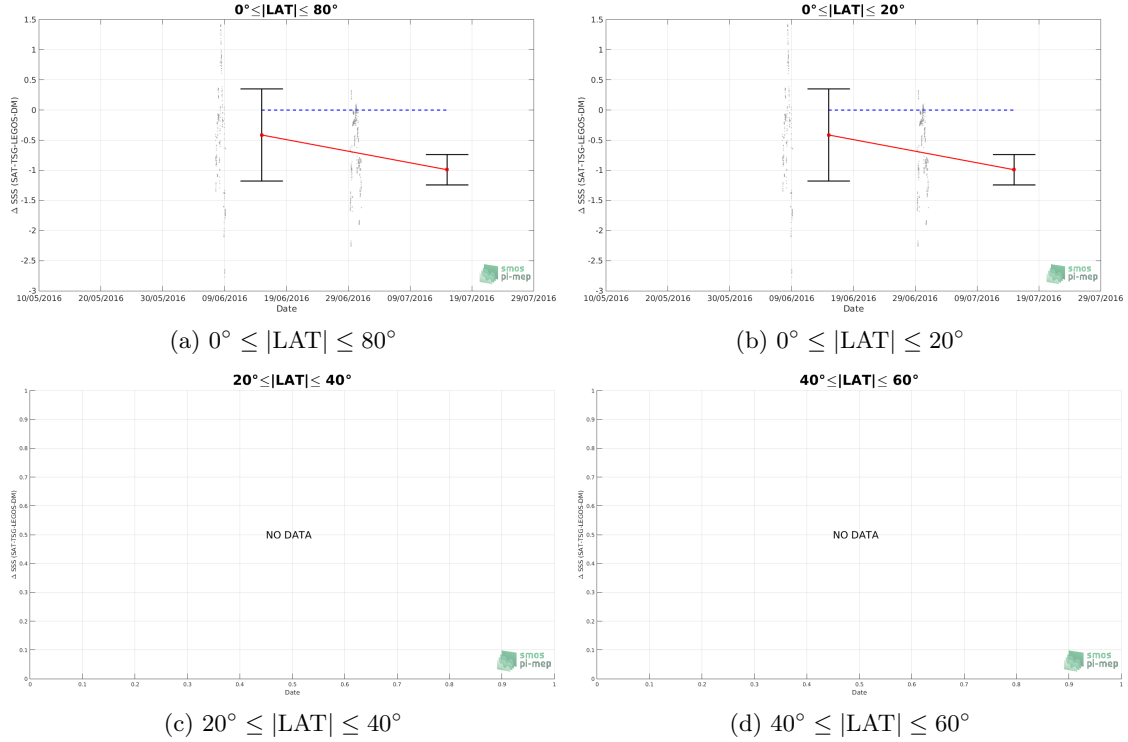 0°≤|LAT|≤ 80°
1.5
1
0.5
0
-0.5
-1
-1.5
-2
-2.5
-3
Δ SSS (SAT-TSG-LEGOS-DM)
10/05/2016 20/05/2016 30/05/2016 09/06/2016 19/06/2016 29/06/2016 09/07/2016 19/07/2016 29/07/2016
Date
smos
pi-mep
(a) 0° ≤ |LAT| ≤ 80°
0°≤|LAT|≤ 20°
1.5
1
0.5
0
-0.5
-1
-1.5
-2
-2.5
-3
Δ SSS (SAT-TSG-LEGOS-DM)
10/05/2016 20/05/2016 30/05/2016 09/06/2016 19/06/2016 29/06/2016 09/07/2016 19/07/2016 29/07/2016
Date
smos
pi-mep
(b) 0° ≤ |LAT| ≤ 20°
20°≤|LAT|≤ 40°
1
0.9
0.8
0.7
0.6
0.5
0.4
0.3
0.2
0.1
0
Δ SSS (SAT-TSG-LEGOS-DM)
NO DATA
0 0.1 0.2 0.3 0.4 0.5 0.6 0.7 0.8 0.9 1
Date
smos
pi-mep
(c) 20° ≤ |LAT| ≤ 40°
40°≤|LAT|≤ 60°
1
0.9
0.8
0.7
0.6
0.5
0.4
0.3
0.2
0.1
0
Δ SSS (SAT-TSG-LEGOS-DM)
NO DATA
0 0.1 0.2 0.3 0.4 0.5 0.6 0.7 0.8 0.9 1
Date
smos
pi-mep
(d) 40° ≤ |LAT| ≤ 60°